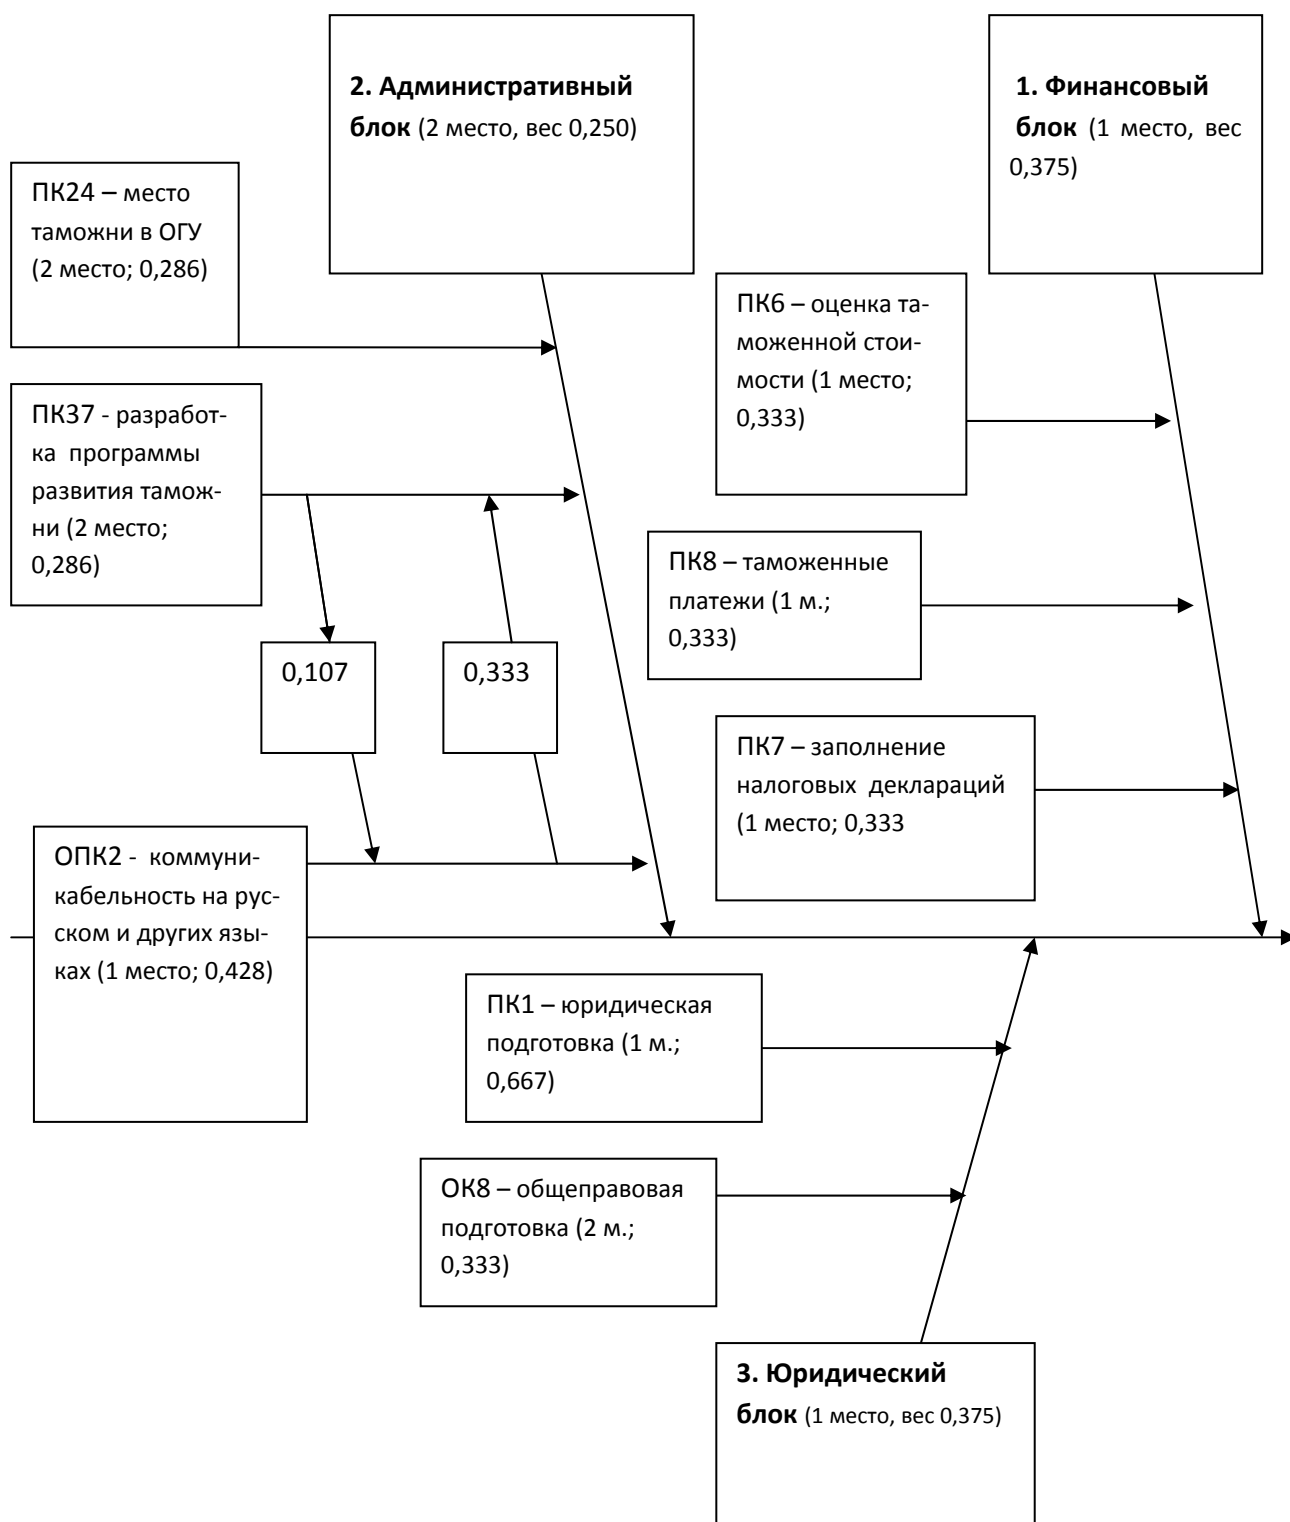 2. Административный
блок (2 место, вес 0,250)
1. Финансовый
блок (1 место, вес
0,375)
ПК24 – место
таможни в ОГУ
(2 место; 0,286)
ПК6 – оценка та-
моженной стои-
мости (1 место;
0,333)
ПК37 - разработ-
ка программы
развития тамож-
ни (2 место;
0,286)
ПК8 – таможенные
платежи (1 м.;
0,333)
0,107
0,333
ПК7 – заполнение
налоговых деклараций
(1 место; 0,333
ОПК2 - коммуни-
кабельность на рус-
ском и других язы-
ках (1 место; 0,428)
ПК1 – юридическая
подготовка (1 м.;
0,667)
ОК8 – общеправовая
подготовка (2 м.;
0,333)
3. Юридический
блок (1 место, вес 0,375)